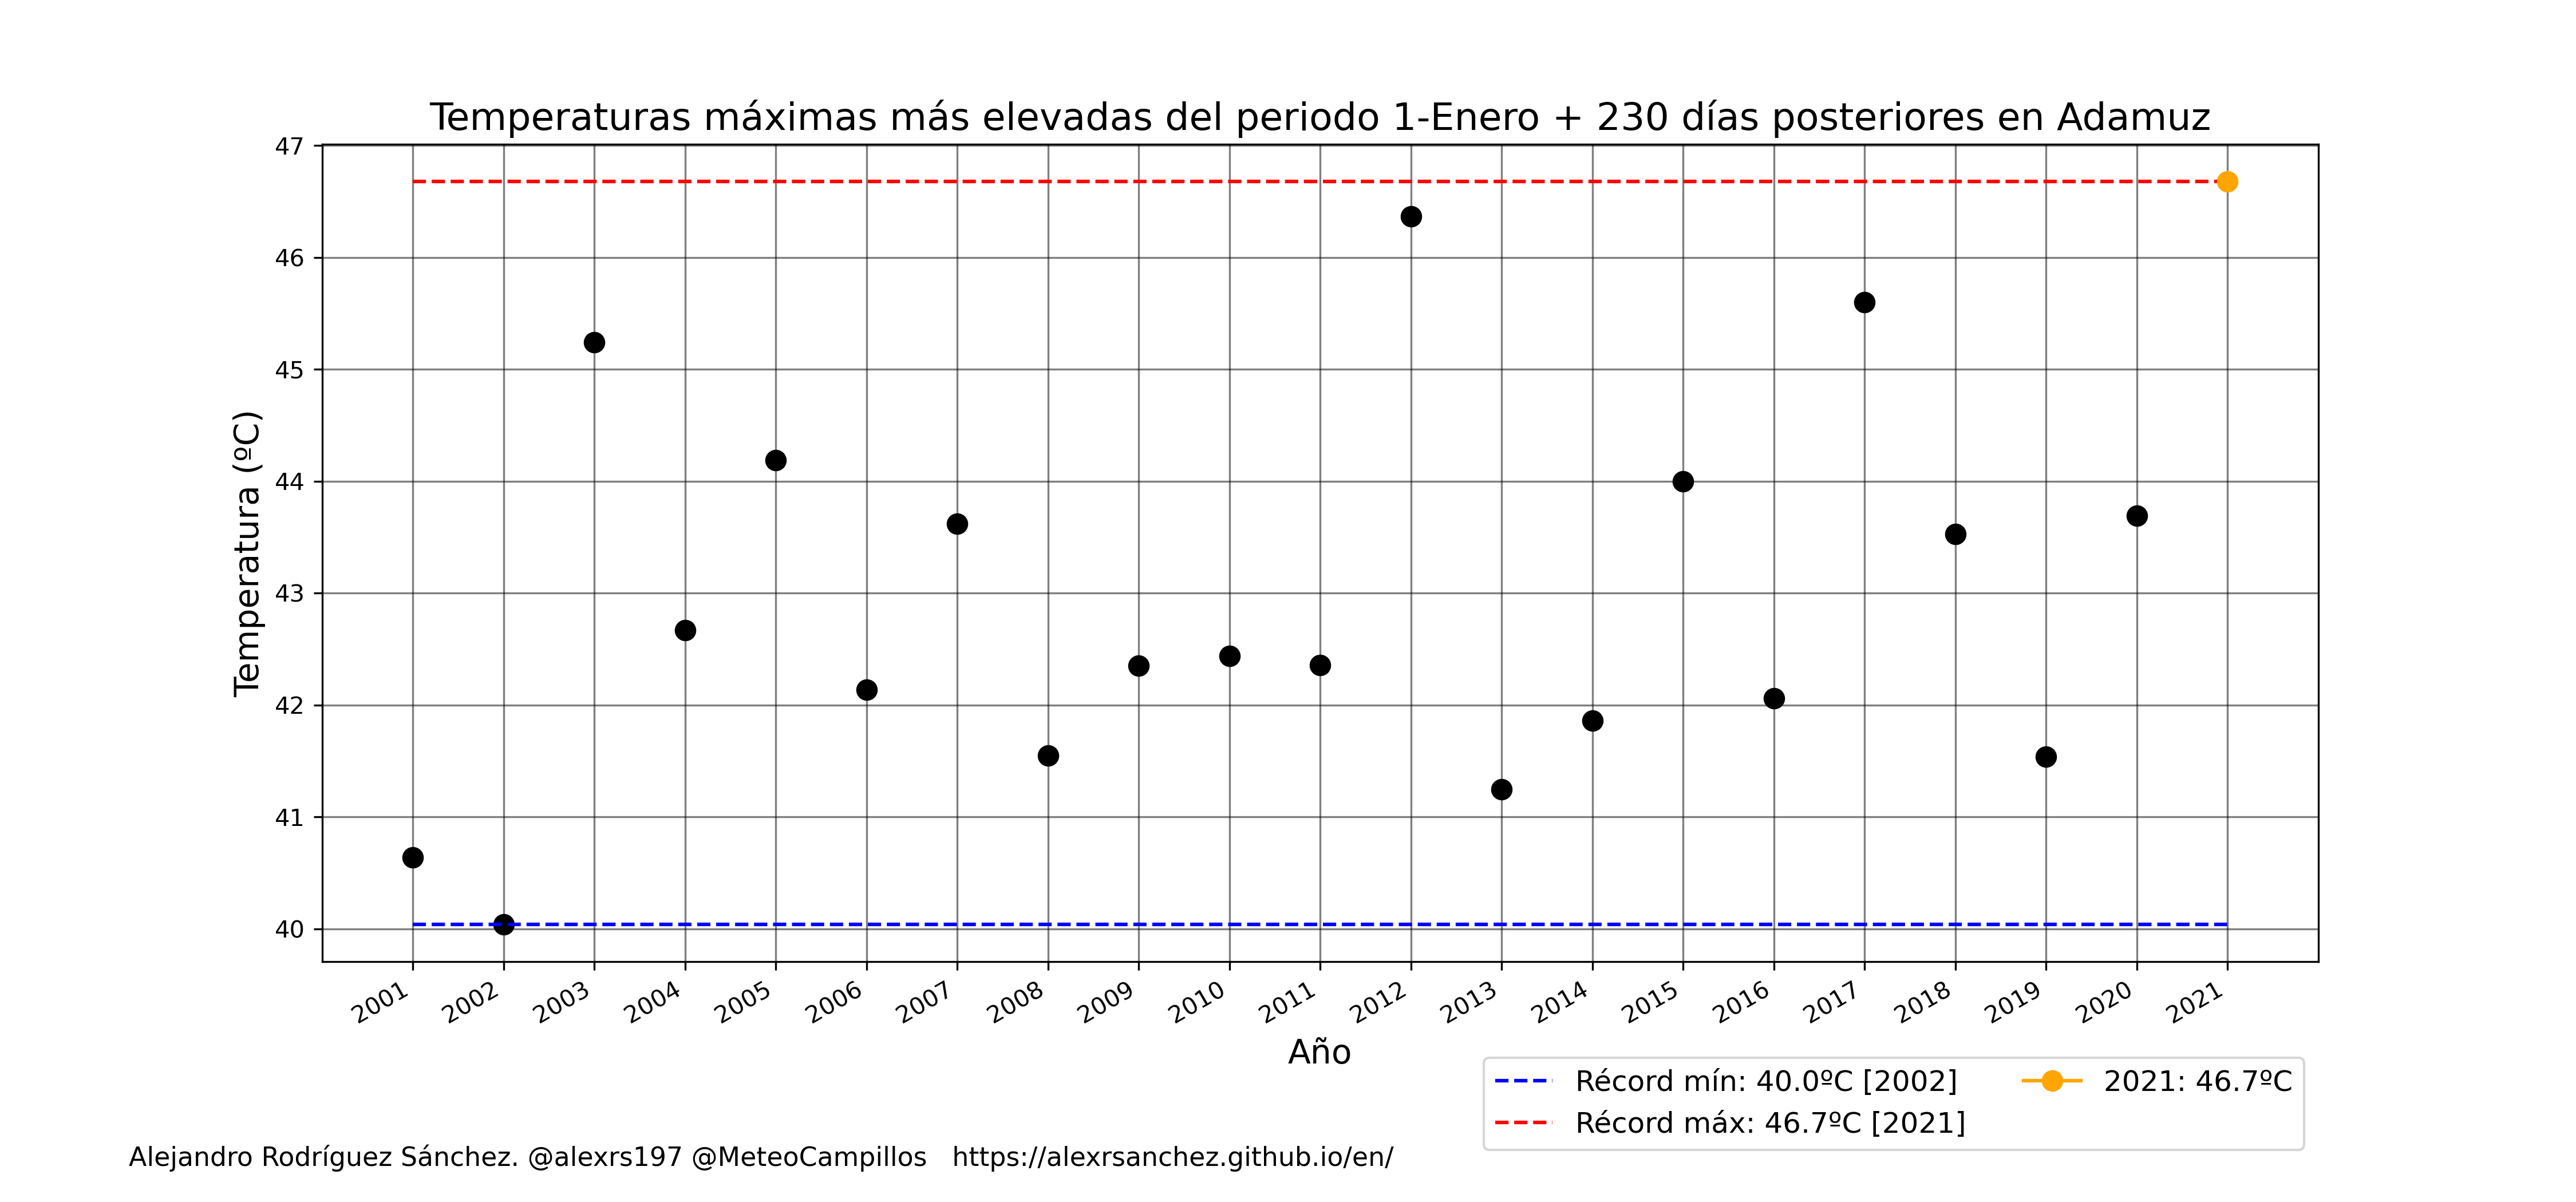 Temperaturas máximas más elevadas del periodo 1-Enero + 230 días posteriores en Adamuz
47
46
45
44
43
42
41
40
Temperatura (ºC)
2001 2002 2003 2004 2005 2006 2007 2008 2009 2010 2011 2012 2013 2014 2015 2016 2017 2018 2019 2020 2021
Año
Récord mín: 40.0ºC [2002]
Récord máx: 46.7ºC [2021]
2021: 46.7ºC
Alejandro Rodríguez Sánchez. @alexrs197 @MeteoCampillos https://alexrsanchez.github.io/en/